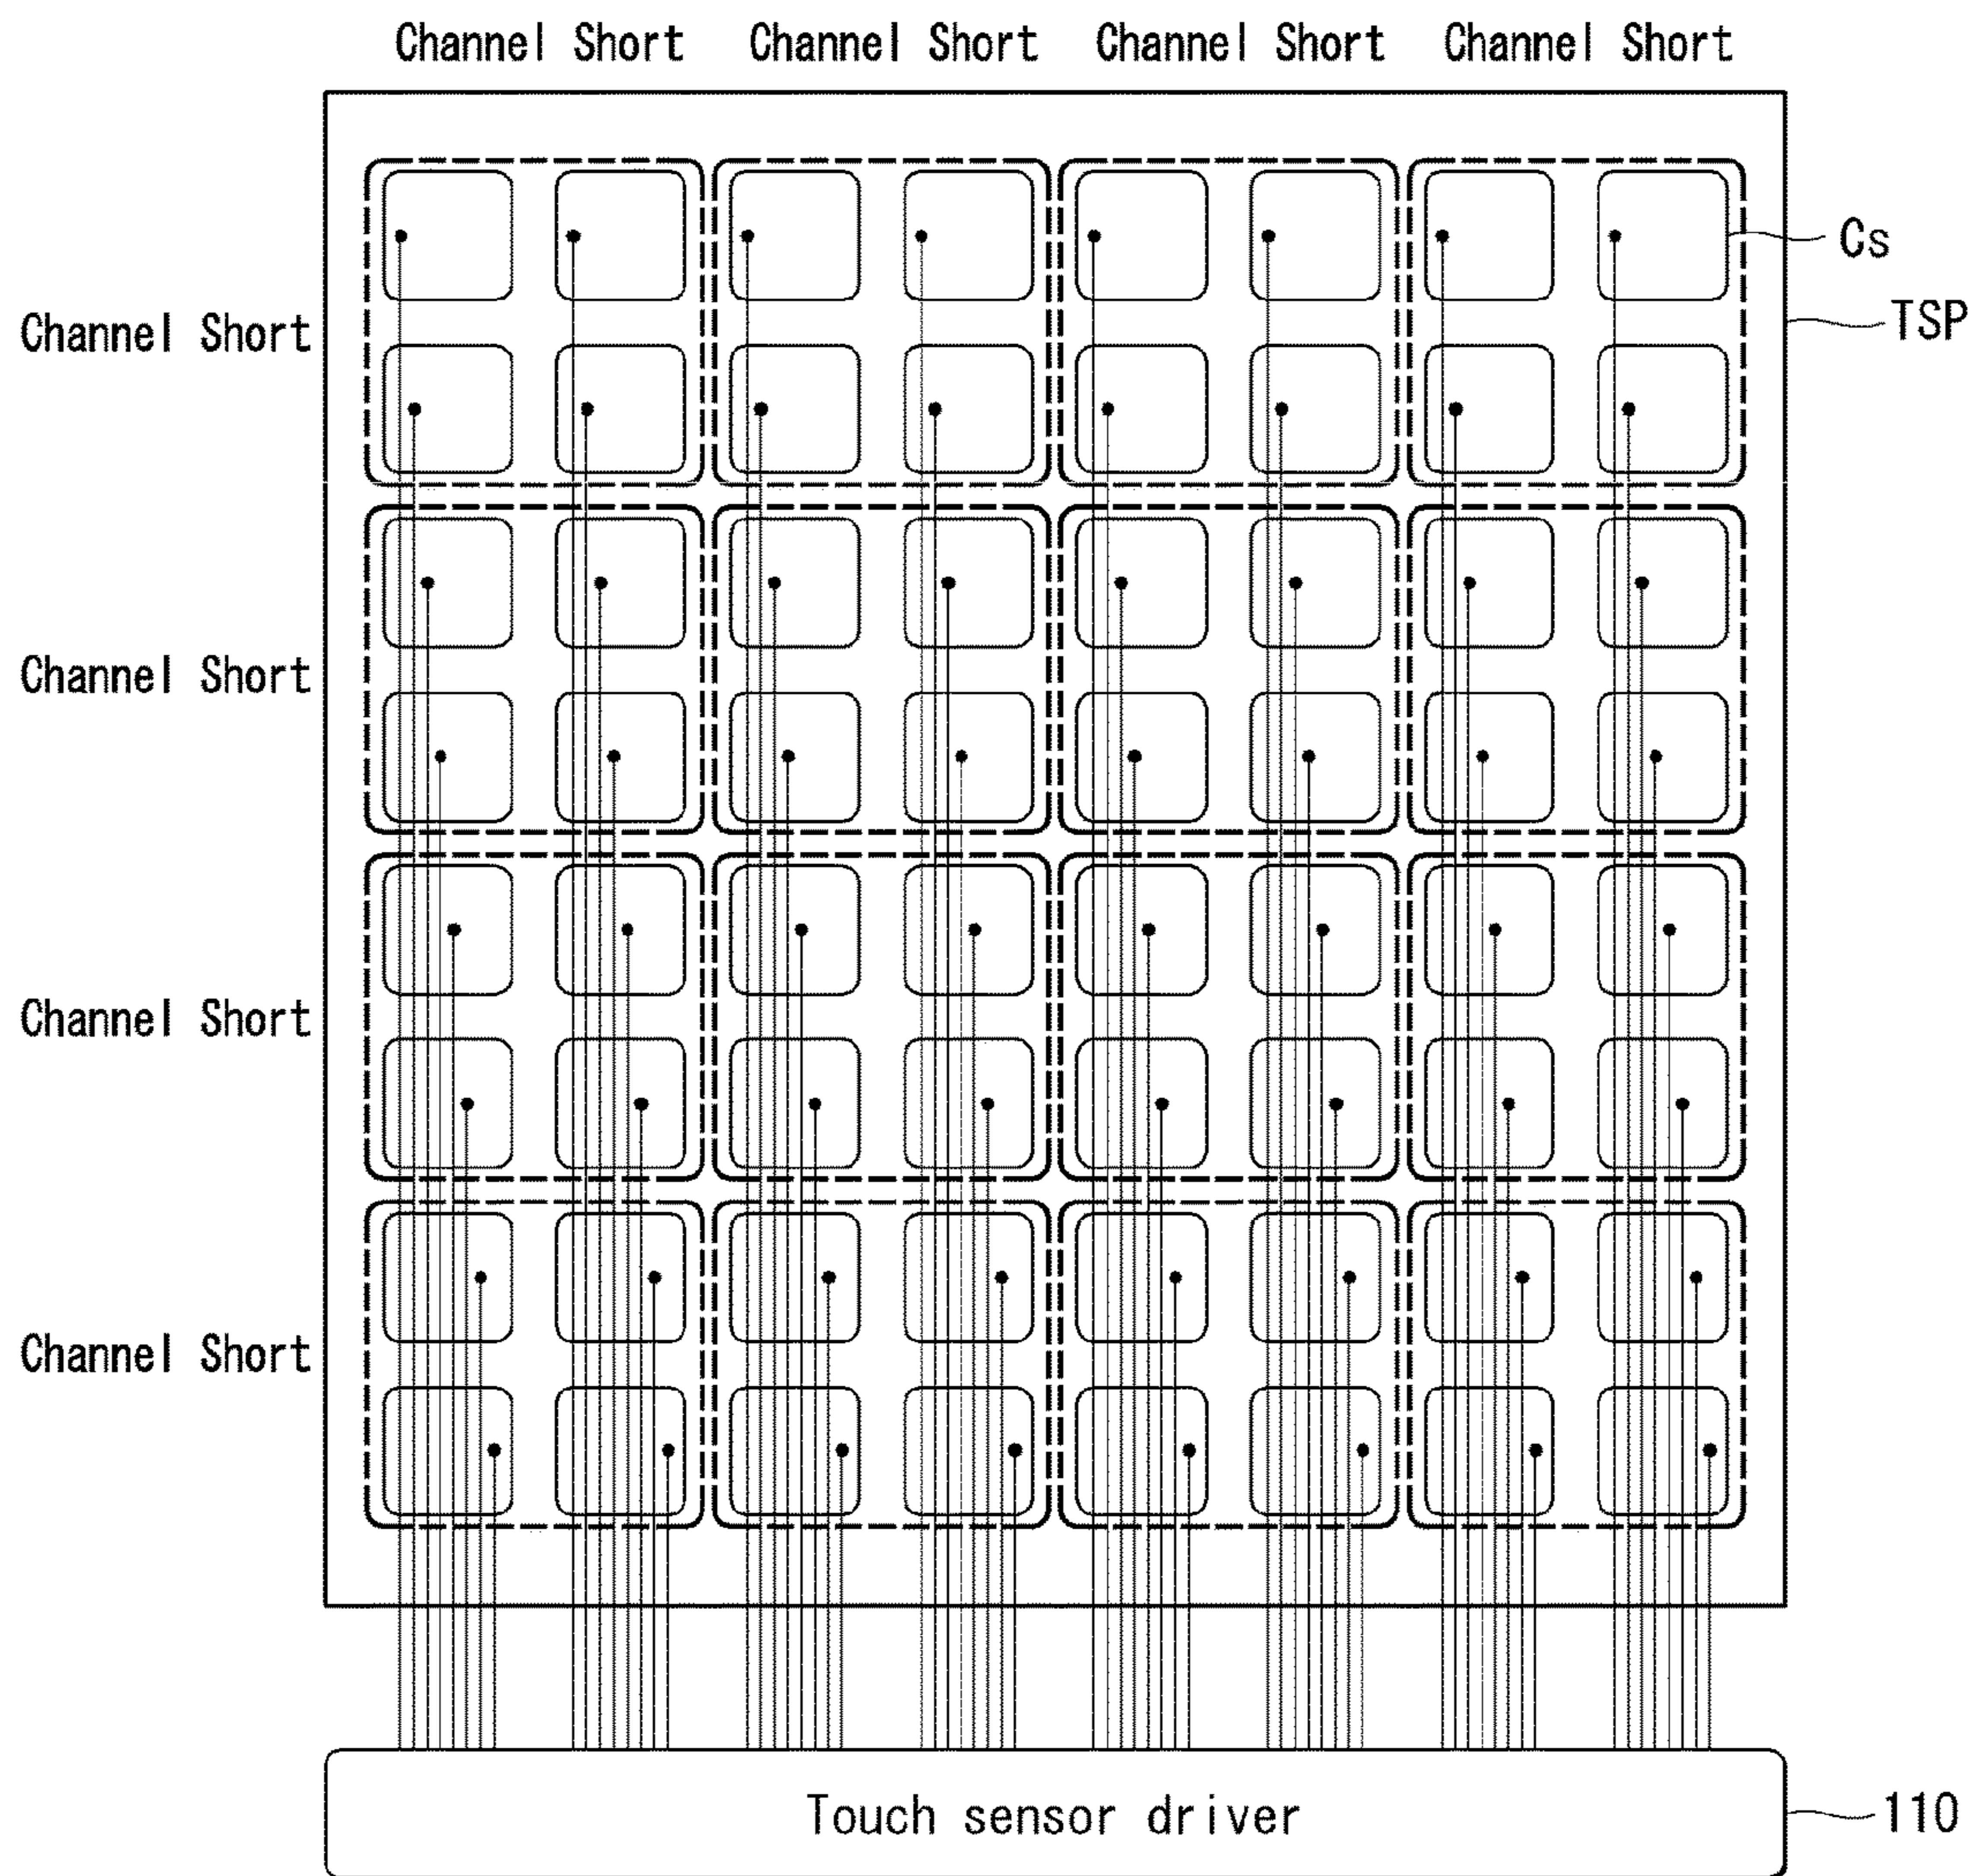 Channel Short Channel Short Channel Short Channel Short
Cs
TSP
Channel Short
Channel Short
Channel Short
Channel Short
Touch sensor driver
110